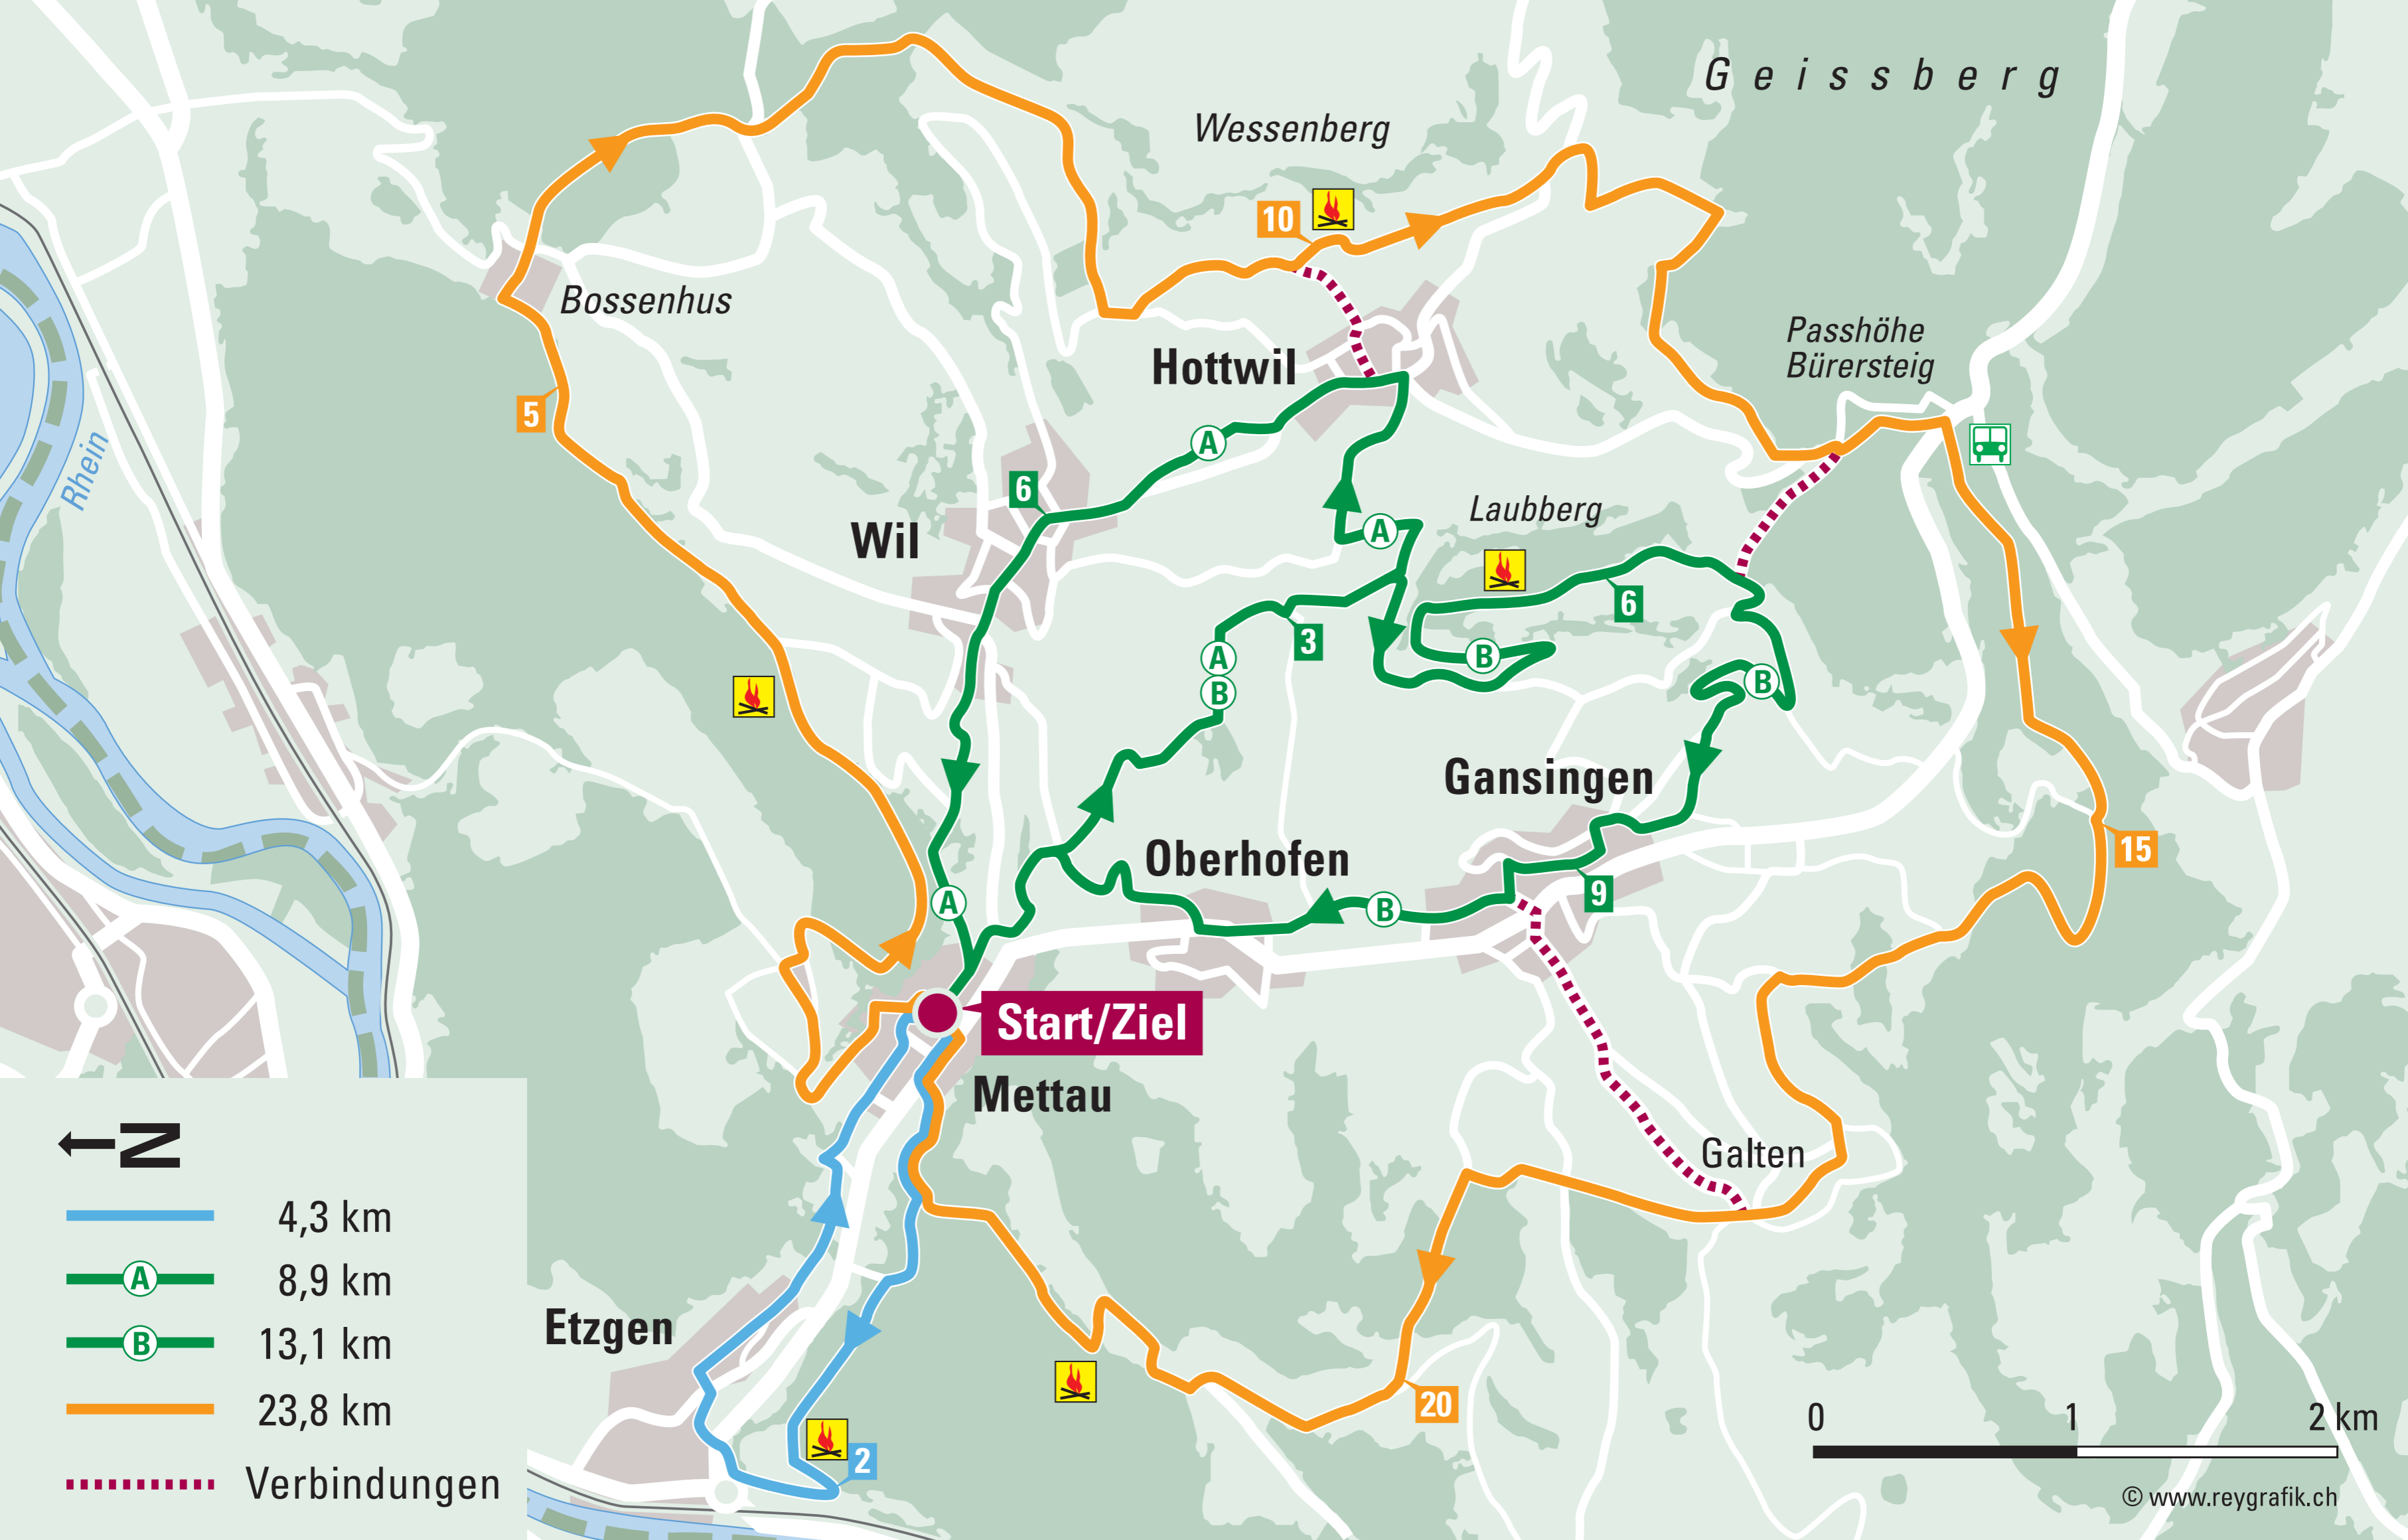 Geissberg
Wessenberg
10
Bossenhus
Passhöhe
Bürersteig
Hottwil
5
A
Rhein
6
Wil
Laubberg
A
6
3
A
B
B
B
Gansingen
15
Oberhofen
9
A
B
Start/Ziel
Mettau
Galten
N
4,3 km
A
8,9 km
B
13,1 km
23,8 km
Verbindungen
Etzgen
20
2
0 1 2 km
© www.reygrafik.ch